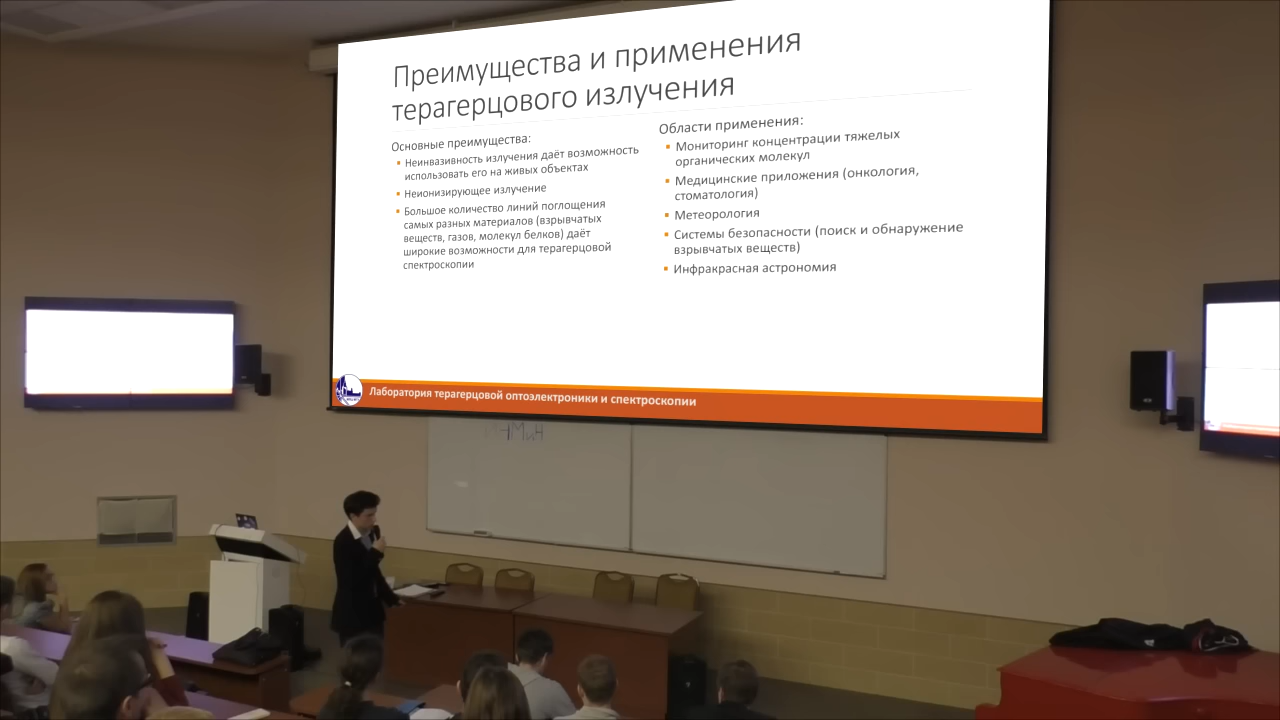 Преимущества и применения
терагерцового излучения
Основные преимущества:
Неинвазивность излучения даёт возможность
использовать его на живых объектах
Неионизирующее излучение
Большое количество линий поглощения
самых разных материалов (взрывчатых
веществ, газов, молекул белков) даёт
широкие возможности для терагерцовой
спектроскопии
Области применения:
Мониторинг концентрации тяжелых
органических молекул
Медицинские приложения (онкология,
стоматология)
Метеорология
Системы безопасности (поиск и обнаружение
взрывчатых веществ)
Инфракрасная астрономия
Лаборатория терагерцовой оптоэлектроники и спектроскопии